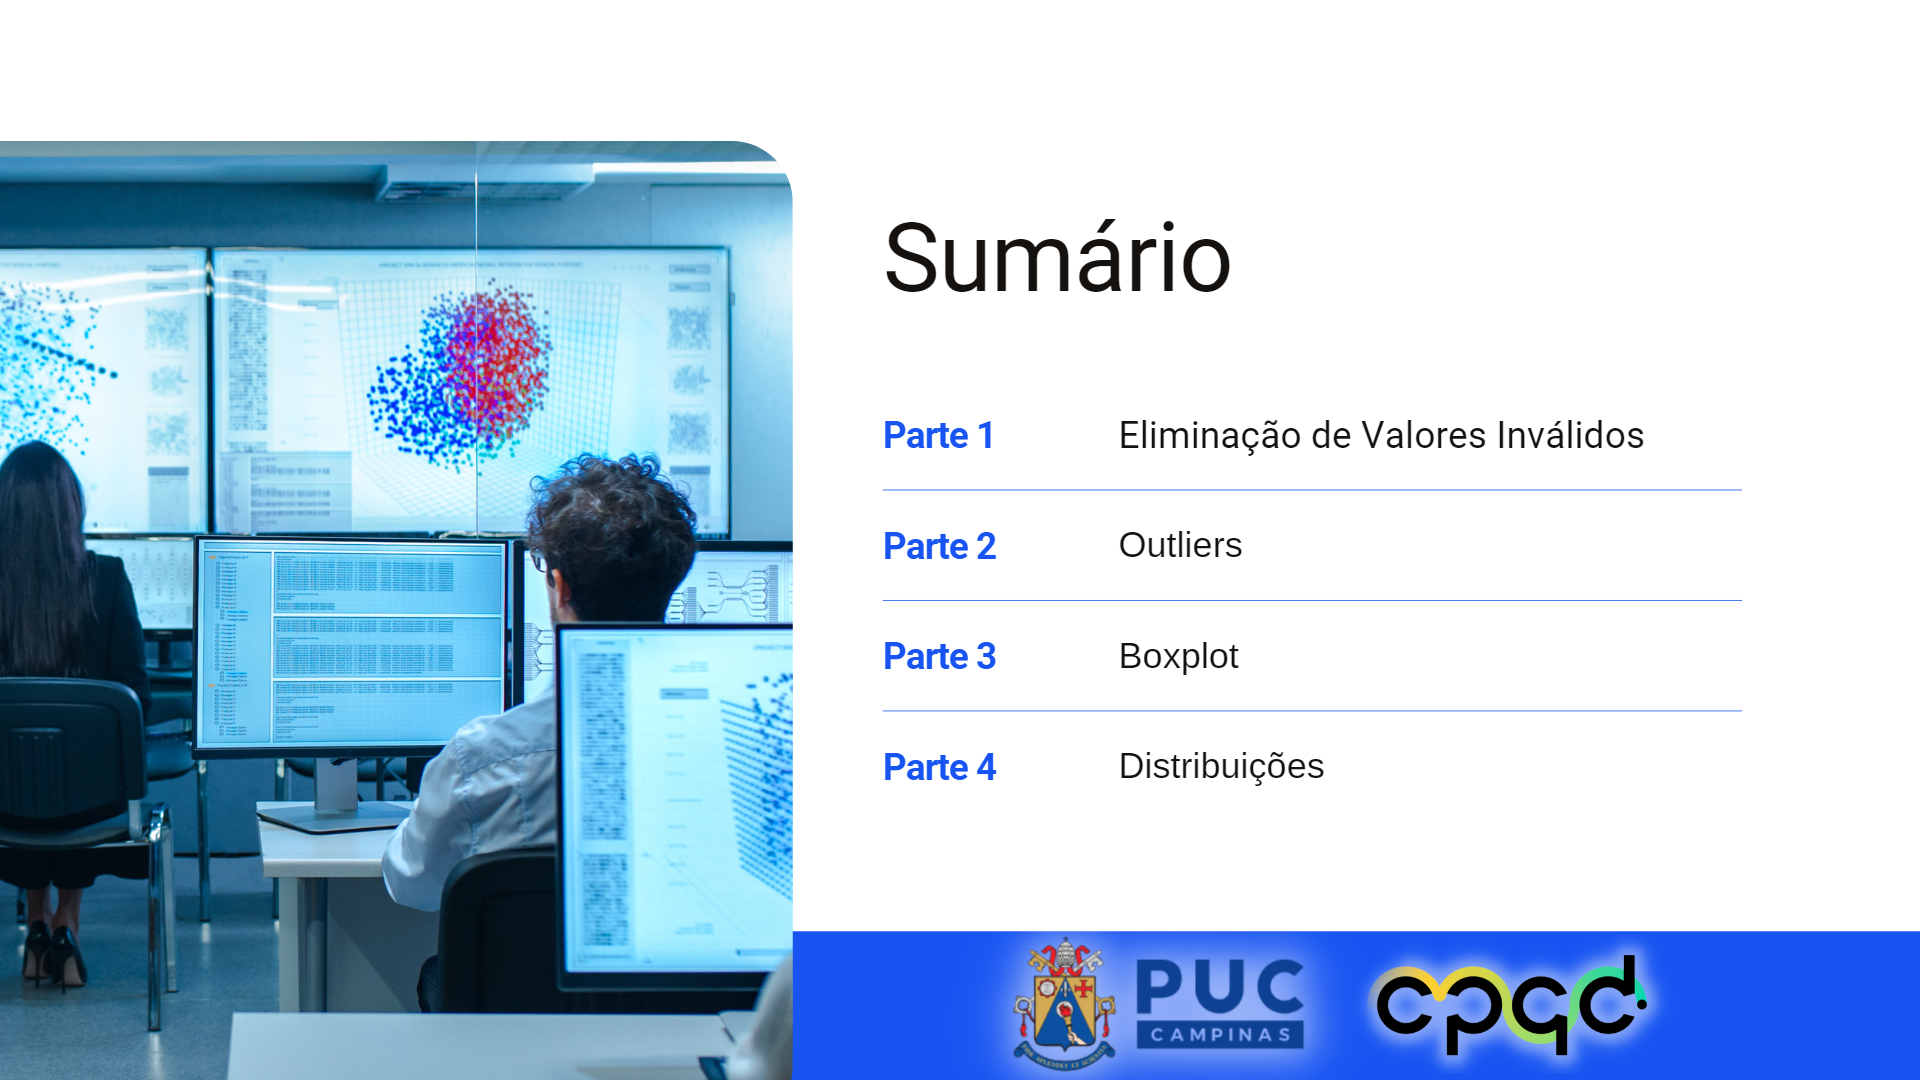 Sumário
Parte 1 Eliminação de Valores Inválidos
Parte 2 Outliers
Parte 3 Boxplot
Parte 4 Distribuições
PUC
CAMPINAS
cpqd